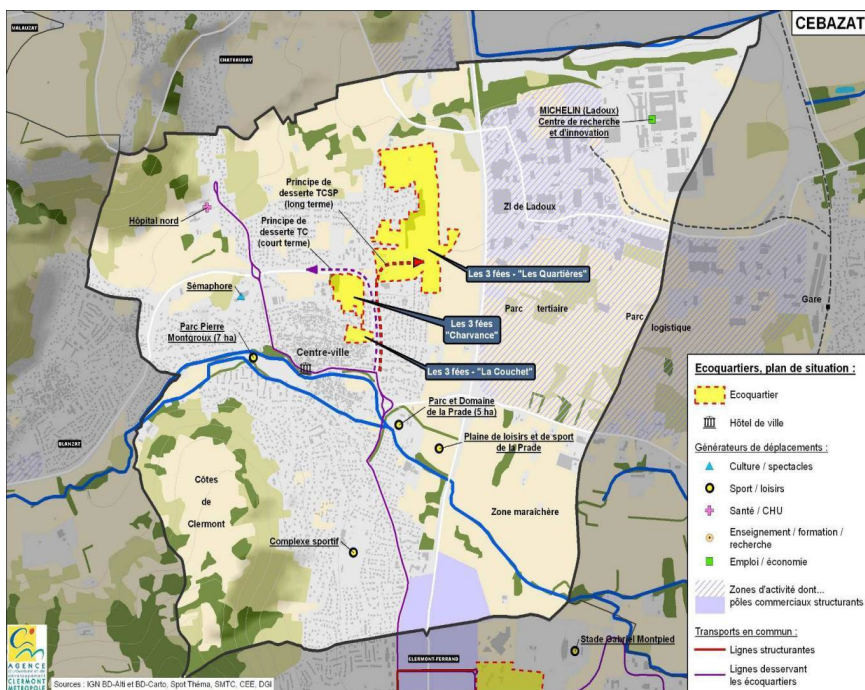 CEBAZAT
MALAUZAT
CHATEAUGAY
MICHELIN (Ladoux)
Centre de recherche
et d'innovation
Principe de
desserte TCSP
(long terme)
ZI de Ladoux
Hôpital nord
Principe de
desserte TC
(court terme)
Les 3 fées - "Les Quartières"
Sémaphore
Parc tertiaire
Parc
logistique
Gare
Les 3 fées
"Charvance"
Parc Pierre
Montgroux (7 ha)
Centre-ville
Les 3 fées - "La Couchet"
Parc et Domaine
de la Prade (5 ha)
BLANZAT
Plaine de loisirs et de sport
de la Prade
Côtes
de
Clermont
Zone maraîchère
Complexe sportif
Stade Gabriel Montpied
CLERMONT FERRAND
Ecoquartiers, plan de situation :
Ecoquartier
Hôtel de ville
Générateurs de déplacements :
Culture / spectacles
Sport / loisirs
Santé / CHU
Enseignement / formation /
recherche
Emploi / économie
Zones d'activité dont...
pôles commerciaux structurants
Transports en commun :
Lignes structurantes
Lignes desservant
les écoquartiers
AGENCE
CLERMONT
METROPOLE
Sources : IGN BD-Alti et BD-Carto, Spot Théma, SMTC, CEE, DGI